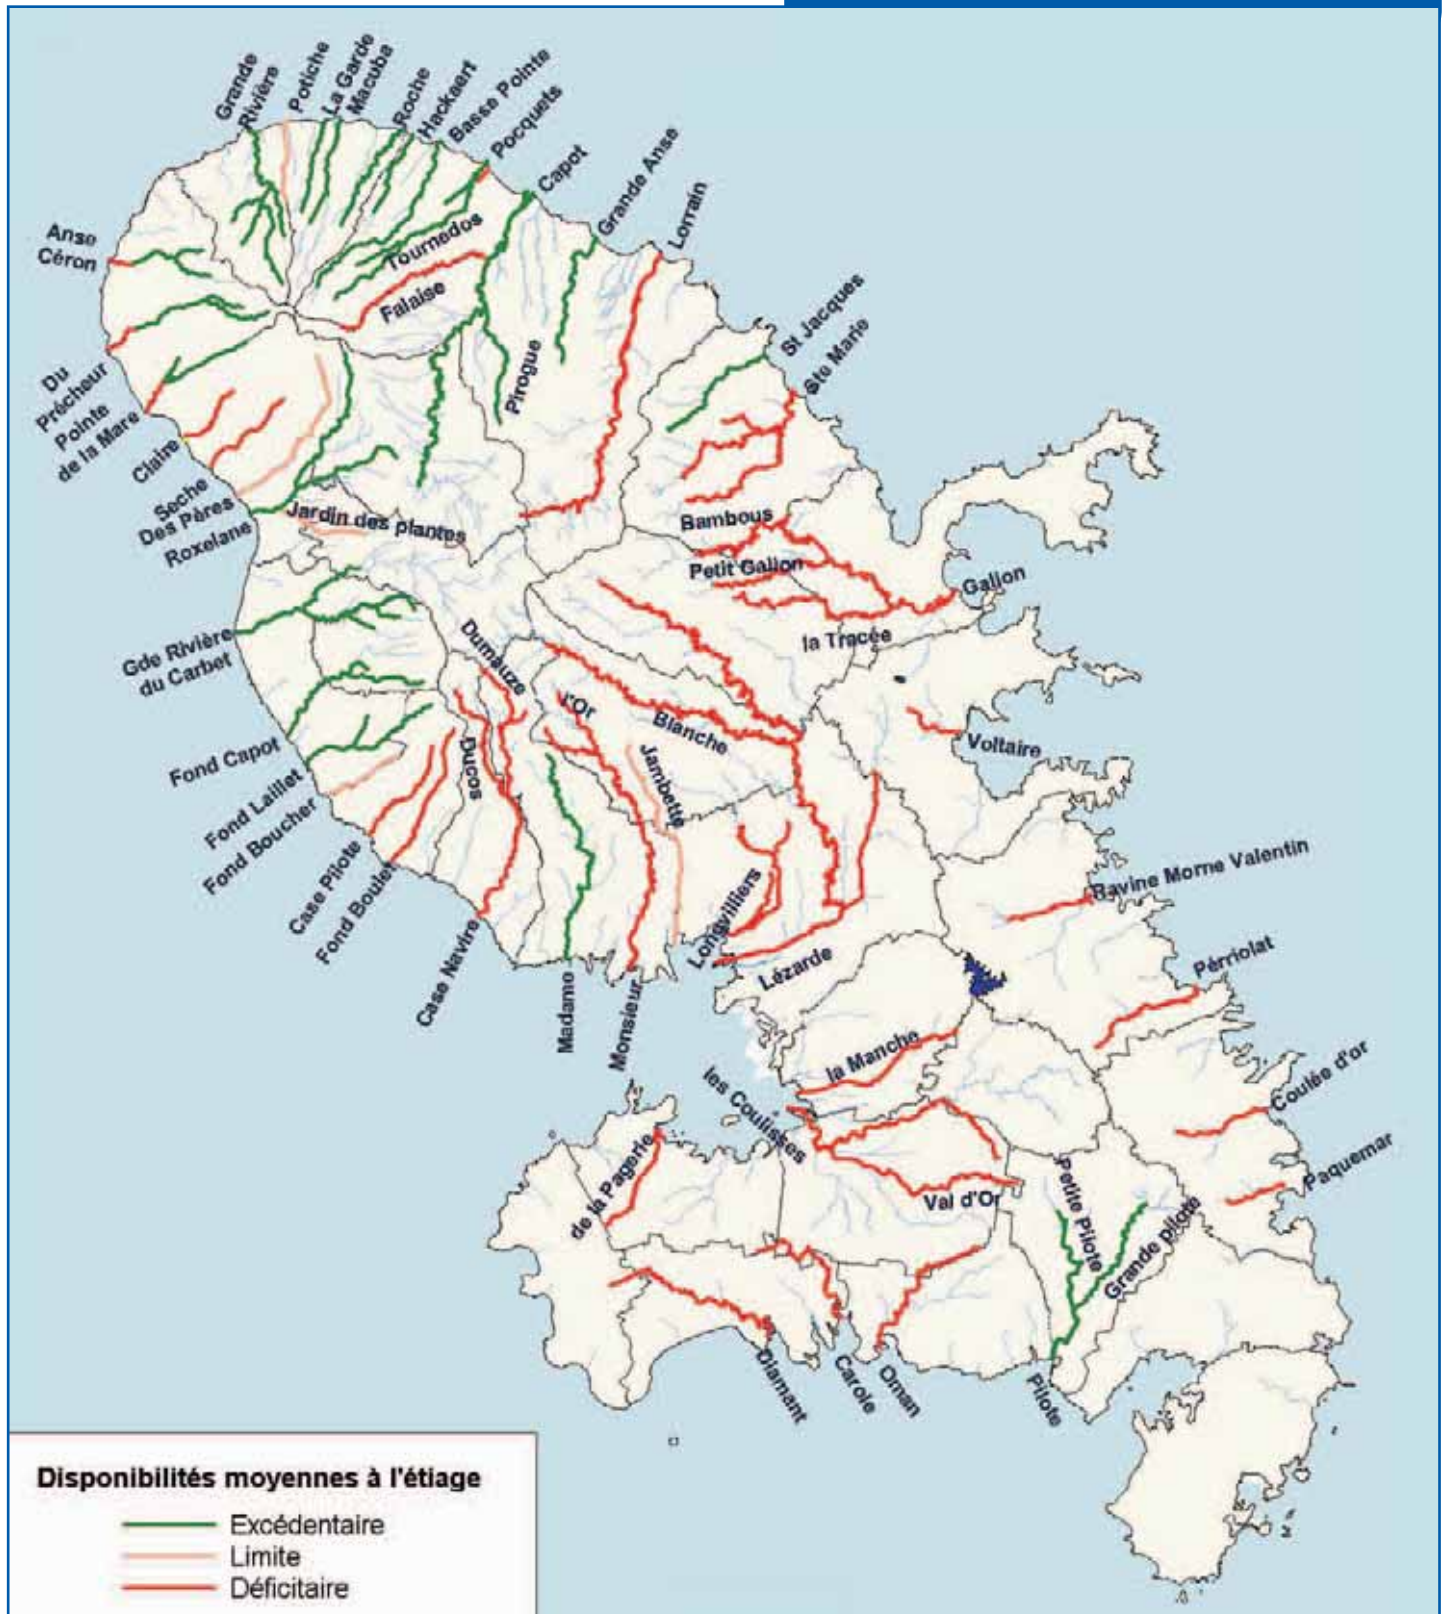 Grande
Rivière
Potiche
La Garde
Macuba
Roche
Hackaert
Basse Pointe
Pocquets
Capot
Grande Anse
Lorrain
Anse
Céron
Tournedos
Falaise
St Jacques
Ste Marie
Du
Prêcheur
Pointe
de la Mare
Pirogue
Claire
Sèche
Des Pères
Roxelane
Jardin des plantes
Bambous
Petit Galion
Galion
la Tracée
Gde Rivière
du Carbet
Dumauze
l'Or
Blanche
Voltaire
Fond Capot
Ducos
Jambette
Fond Laillet
Fond Boucher
Case Pilote
Fond Boulet
Case Navire
Madame
Monsieur
Longvilliers
Lézarde
Ravine Morne Valentin
Pérriolat
la Manche
les Coulisses
Coulée d'or
Paquemar
de la Pagerie
Val d'Or
Petite Pilote
Grande pilote
Diamant
Carole
Oman
Pilote
Disponibilités moyennes à l'étiage
Excédentaire
Limite
Déficitaire